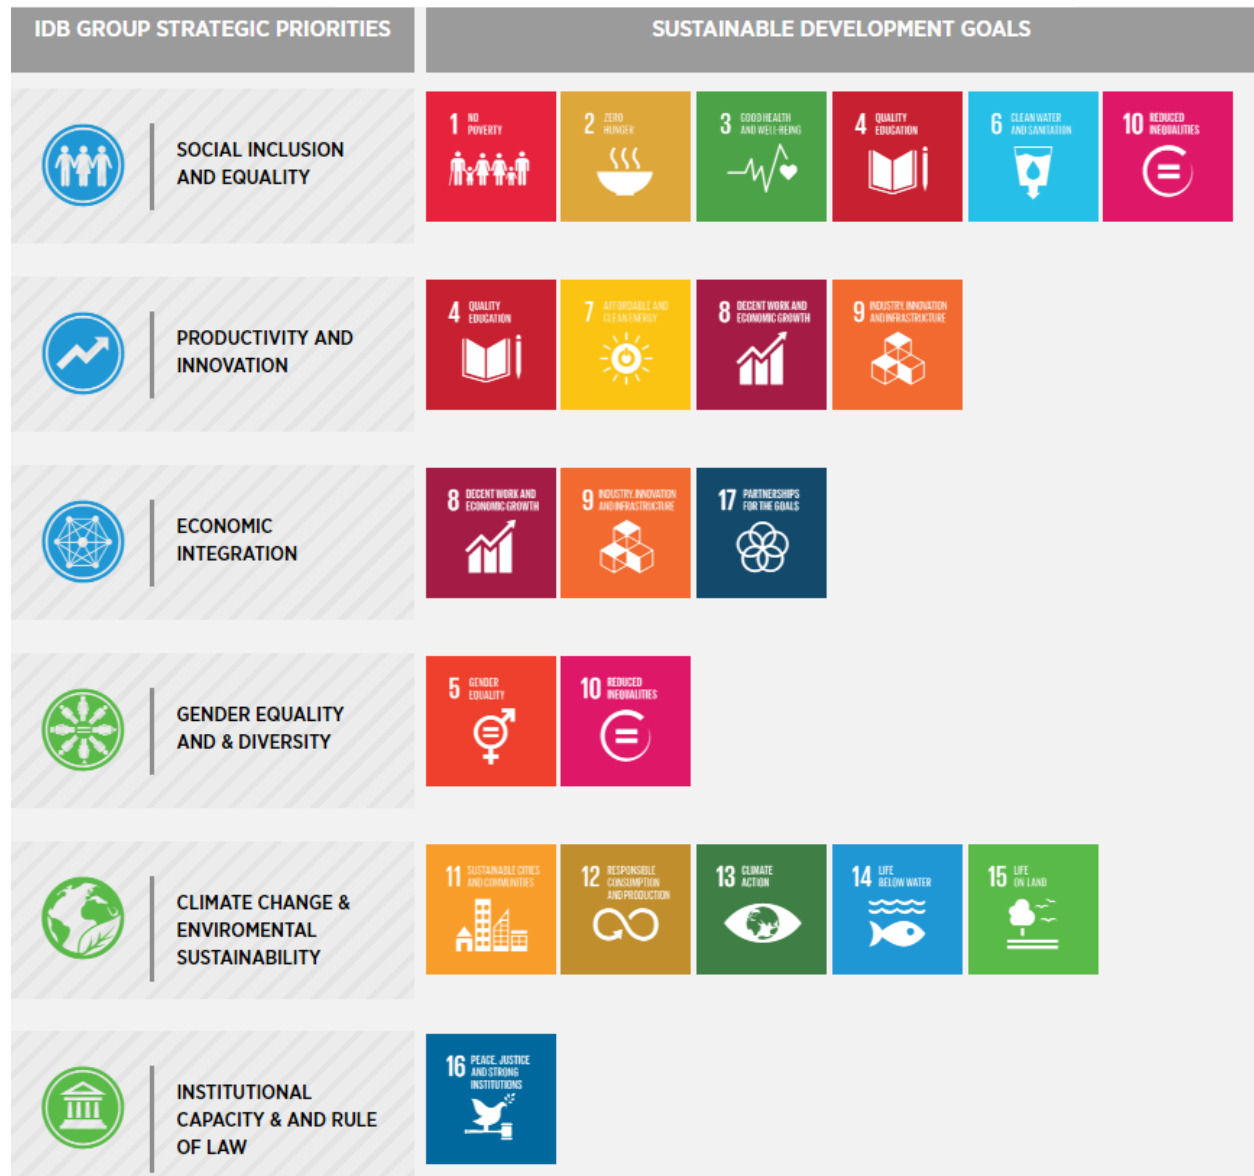 IDB GROUP STRATEGIC PRIORITIES
SUSTAINABLE DEVELOPMENT GOALS
SOCIAL INCLUSION
AND EQUALITY
1 NO
POVERTY
2 ZERO
HUNGER
3 GOOD HEALTH
AND WELL-BEING
4 QUALITY
EDUCATION
6 CLEAN WATER
AND SANITATION
10 REDUCED
INEQUALITIES
PRODUCTIVITY AND
INNOVATION
4 QUALITY
EDUCATION
7 AFFORDABLE AND
CLEAN ENERGY
8 DECENT WORK AND
ECONOMIC GROWTH
9 INDUSTRY, INNOVATION
AND INFRASTRUCTURE
ECONOMIC
INTEGRATION
8 DECENT WORK AND
ECONOMIC GROWTH
9 INDUSTRY, INNOVATION
AND INFRASTRUCTURE
17 PARTNERSHIPS
FOR THE GOALS
GENDER EQUALITY
AND & DIVERSITY
5 GENDER
EQUALITY
10 REDUCED
INEQUALITIES
CLIMATE CHANGE &
ENVIROMENTAL
SUSTAINABILITY
11 SUSTAINABLE CITIES
AND COMMUNITIES
12 RESPONSIBLE
CONSUMPTION
AND PRODUCTION
13 CLIMATE
ACTION
14 LIFE
BELOW WATER
15 LIFE
ON LAND
INSTITUTIONAL
CAPACITY & AND RULE
OF LAW
16 PEACE, JUSTICE
AND STRONG
INSTITUTIONS